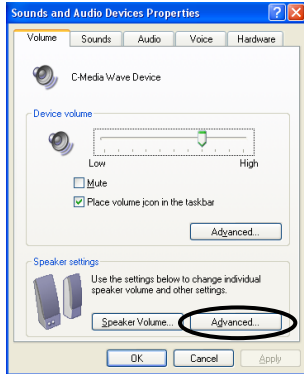 Sounds and Audio Devices Properties
Volume Sounds Audio Voice Hardware
C-Media Wave Device
Device volume
Low High
Mute
Place volume icon in the taskbar
Advanced...
Speaker settings
Use the settings below to change individual
speaker volume and other settings.
Speaker Volume... Advanced...
OK Cancel Apply